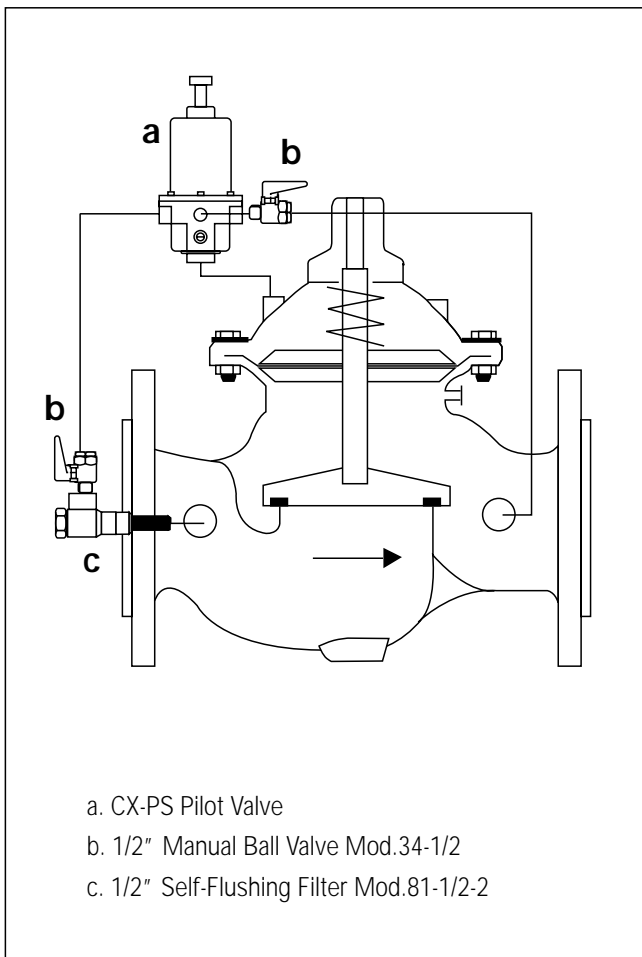 a
b
b
c
a. CX-PS Pilot Valve
b. 1/2" Manual Ball Valve Mod.34-1/2
c. 1/2" Self-Flushing Filter Mod.81-1/2-2